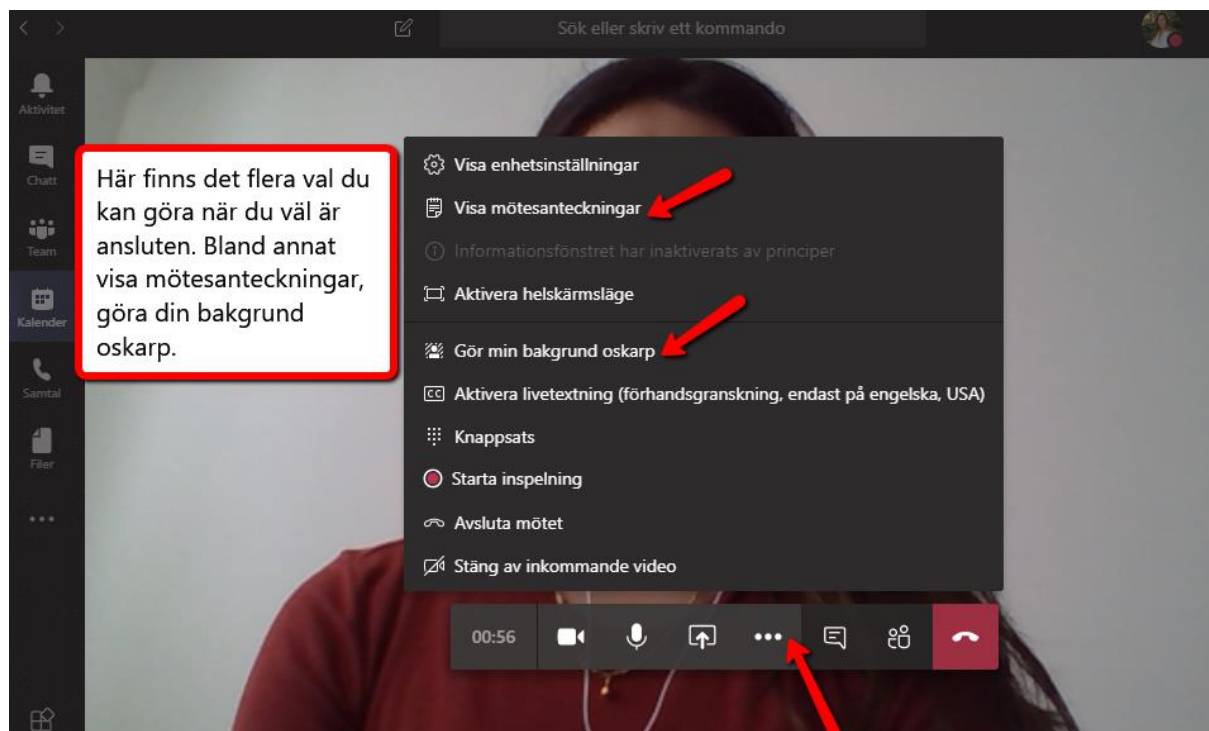 Sök eller skriv ett kommando
Aktivitet
Chatt
Team
Kalender
Samtal
Filer
Här finns det flera val du
kan göra när du väl är
ansluten. Bland annat
visa mötesanteckningar,
göra din bakgrund
oskarp.
Visa enhetsinställningar
Visa mötesanteckningar
Informationsfönstret har inaktiverats av principer
Aktivera helskärmsläge
Gör min bakgrund oskarp
CC Aktivera livetextning (förhandsgranskning, endast på engelska, USA)
Knappsats
Starta inspelning
Avsluta mötet
Stäng av inkommande video
00:56